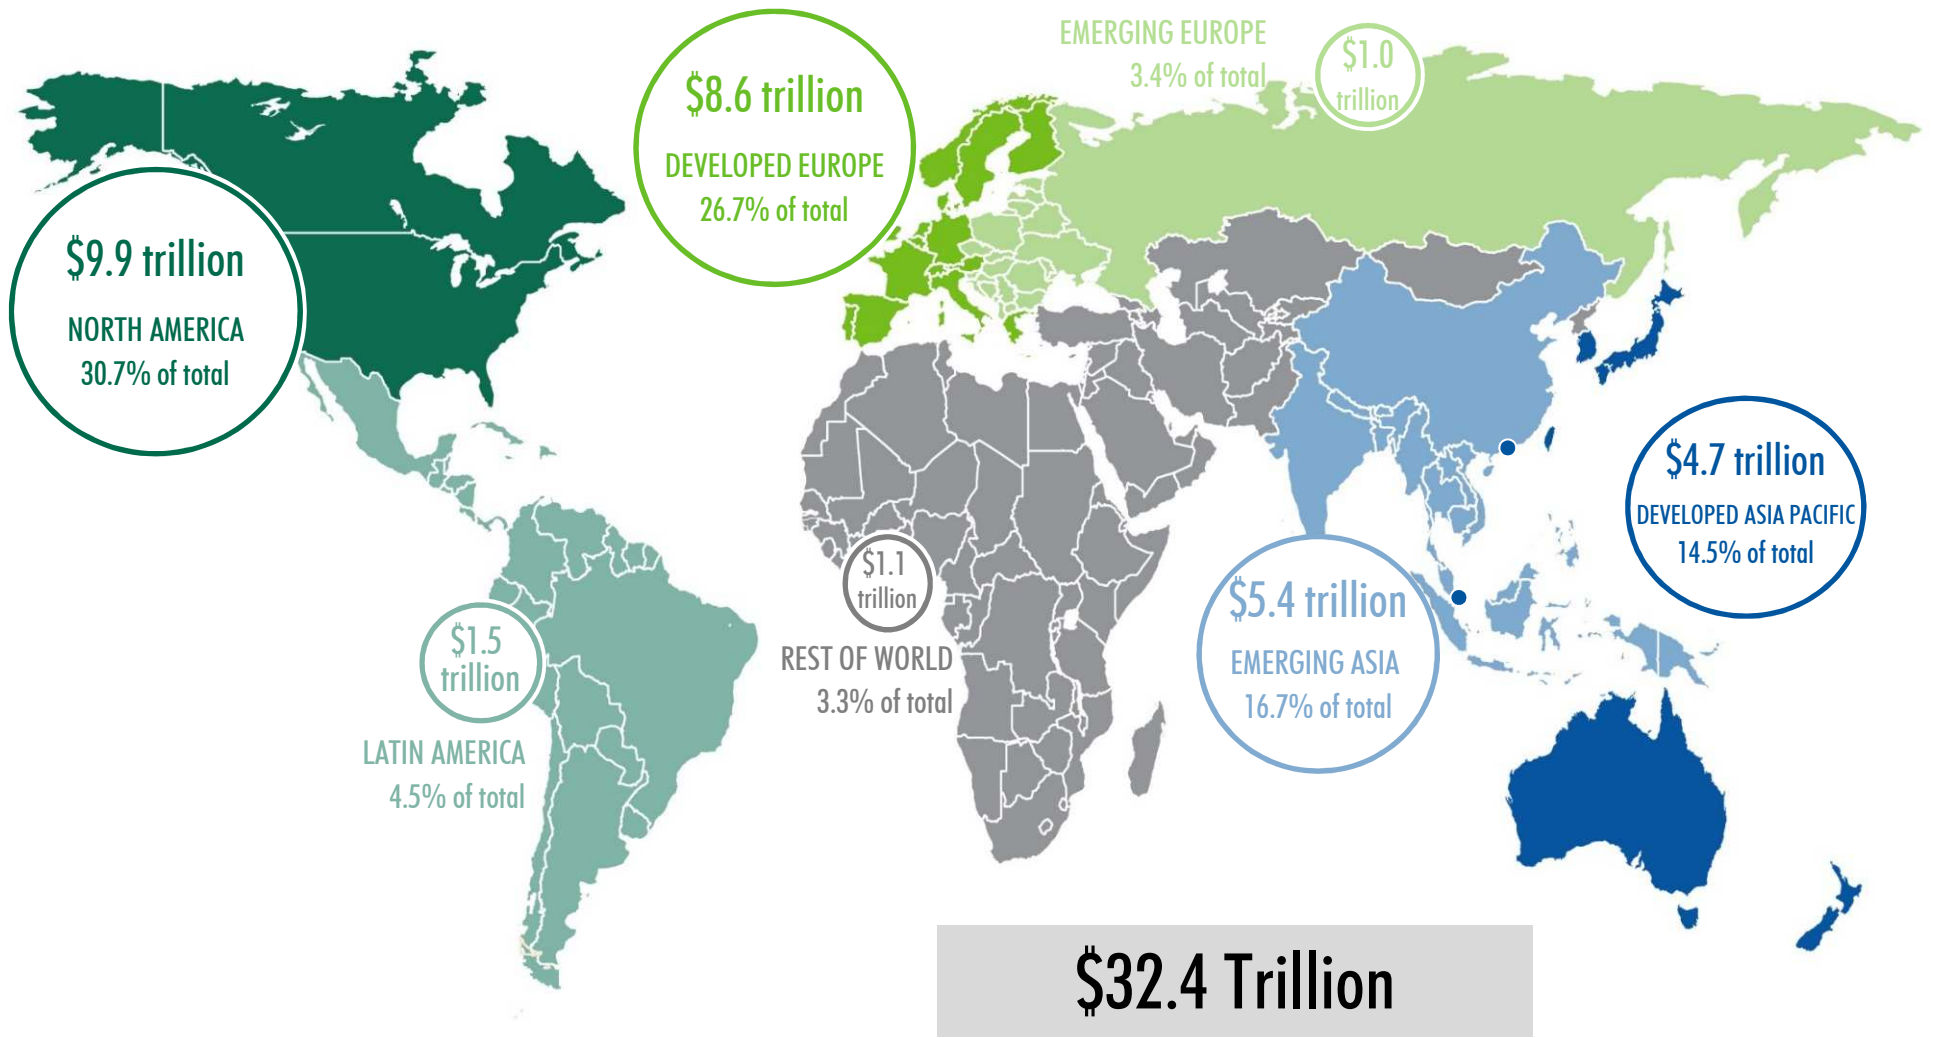 $9.9 trillion
NORTH AMERICA
30.7% of total
$8.6 trillion
DEVELOPED EUROPE
26.7% of total
EMERGING EUROPE
3.4% of total
$1.0
trillion
$4.7 trillion
DEVELOPED ASIA PACIFIC
14.5% of total
$5.4 trillion
EMERGING ASIA
16.7% of total
$1.1
trillion
REST OF WORLD
3.3% of total
$1.5
trillion
LATIN AMERICA
4.5% of total
$32.4 Trillion